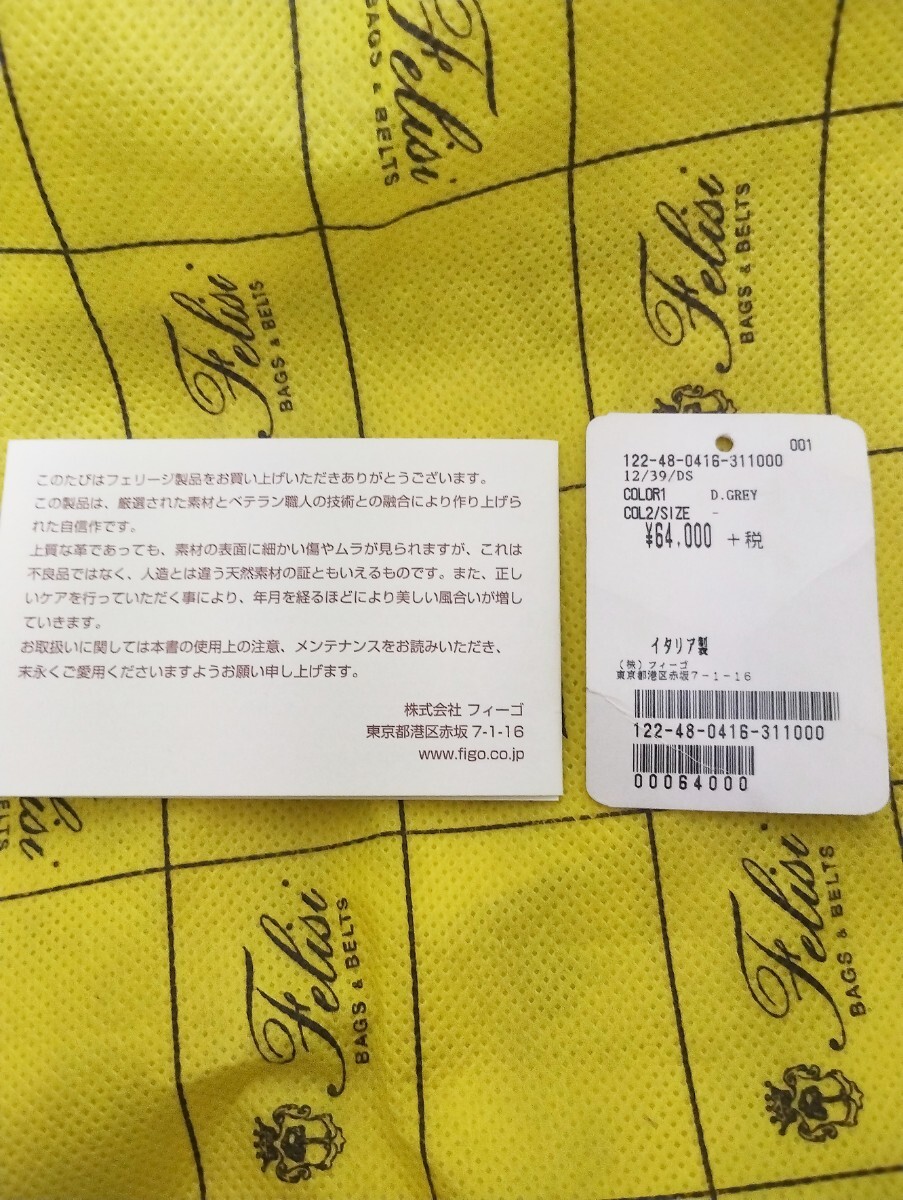 Felisi
BAGS & BELTS
Felisi
BAGS & BELTS
Felisi
BAGS & BELTS
このたびはフェリージ製品をお買い上げいただきありがとうございます。
この製品は、厳選された素材とベテラン職人の技術との融合により作り上げら
れた自信作です。
上質な革であっても、素材の表面に細かい傷やムラが見られますが、これは
不良品ではなく、人造とは違う天然素材の証ともいえるものです。また、正し
いケアを行っていただく事により、年月を経るほどにより美しい風合いが増し
ていきます。
お取扱いに関しては本書の使用上の注意、メンテナンスをお読みいただき、
末永くご愛用くださいますようお願い申し上げます。
株式会社 フィーゴ
東京都港区赤坂 7-1-16
www.figo.co.jp
001
122-48-0416-311000
12/39/DS
COLOR1 D.GREY
COL2/SIZE -
¥64,000 +税
イタリア製
(株)フィーゴ
東京都港区赤坂7-1-16
122-48-0416-311000
00064000
lisi
ELTS
Felisi
BAGS & BELTS
Felisi
BAGS & BELTS